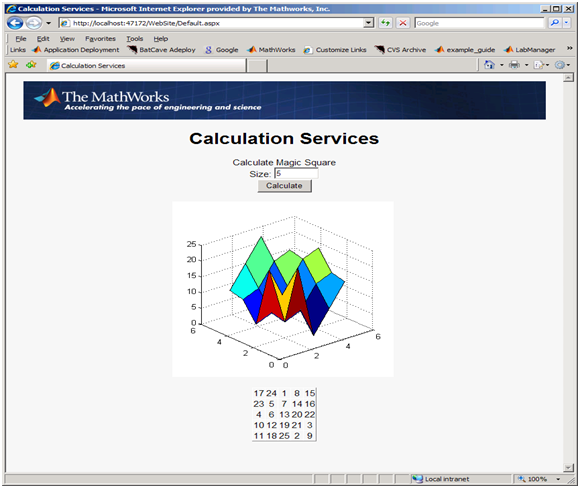 Calculation Services - Microsoft Internet Explorer provided by The Mathworks, Inc.
http://localhost:47172/WebSite/Default.aspx
Google
File Edit View Favorites Tools Help
Links Application Deployment BatCave Adeploy Google MathWorks Customize Links CVS Archive example_guide LabManager
Calculation Services
The MathWorks
Accelerating the pace of engineering and science
Calculation Services
Calculate Magic Square
Size: 5
Calculate
25
20
15
10
5
0
6
4
2
0
0
2
4
6
17 24 1 8 15
23 5 7 14 16
4 6 13 20 22
10 12 19 21 3
11 18 25 2 9
Local intranet
100%